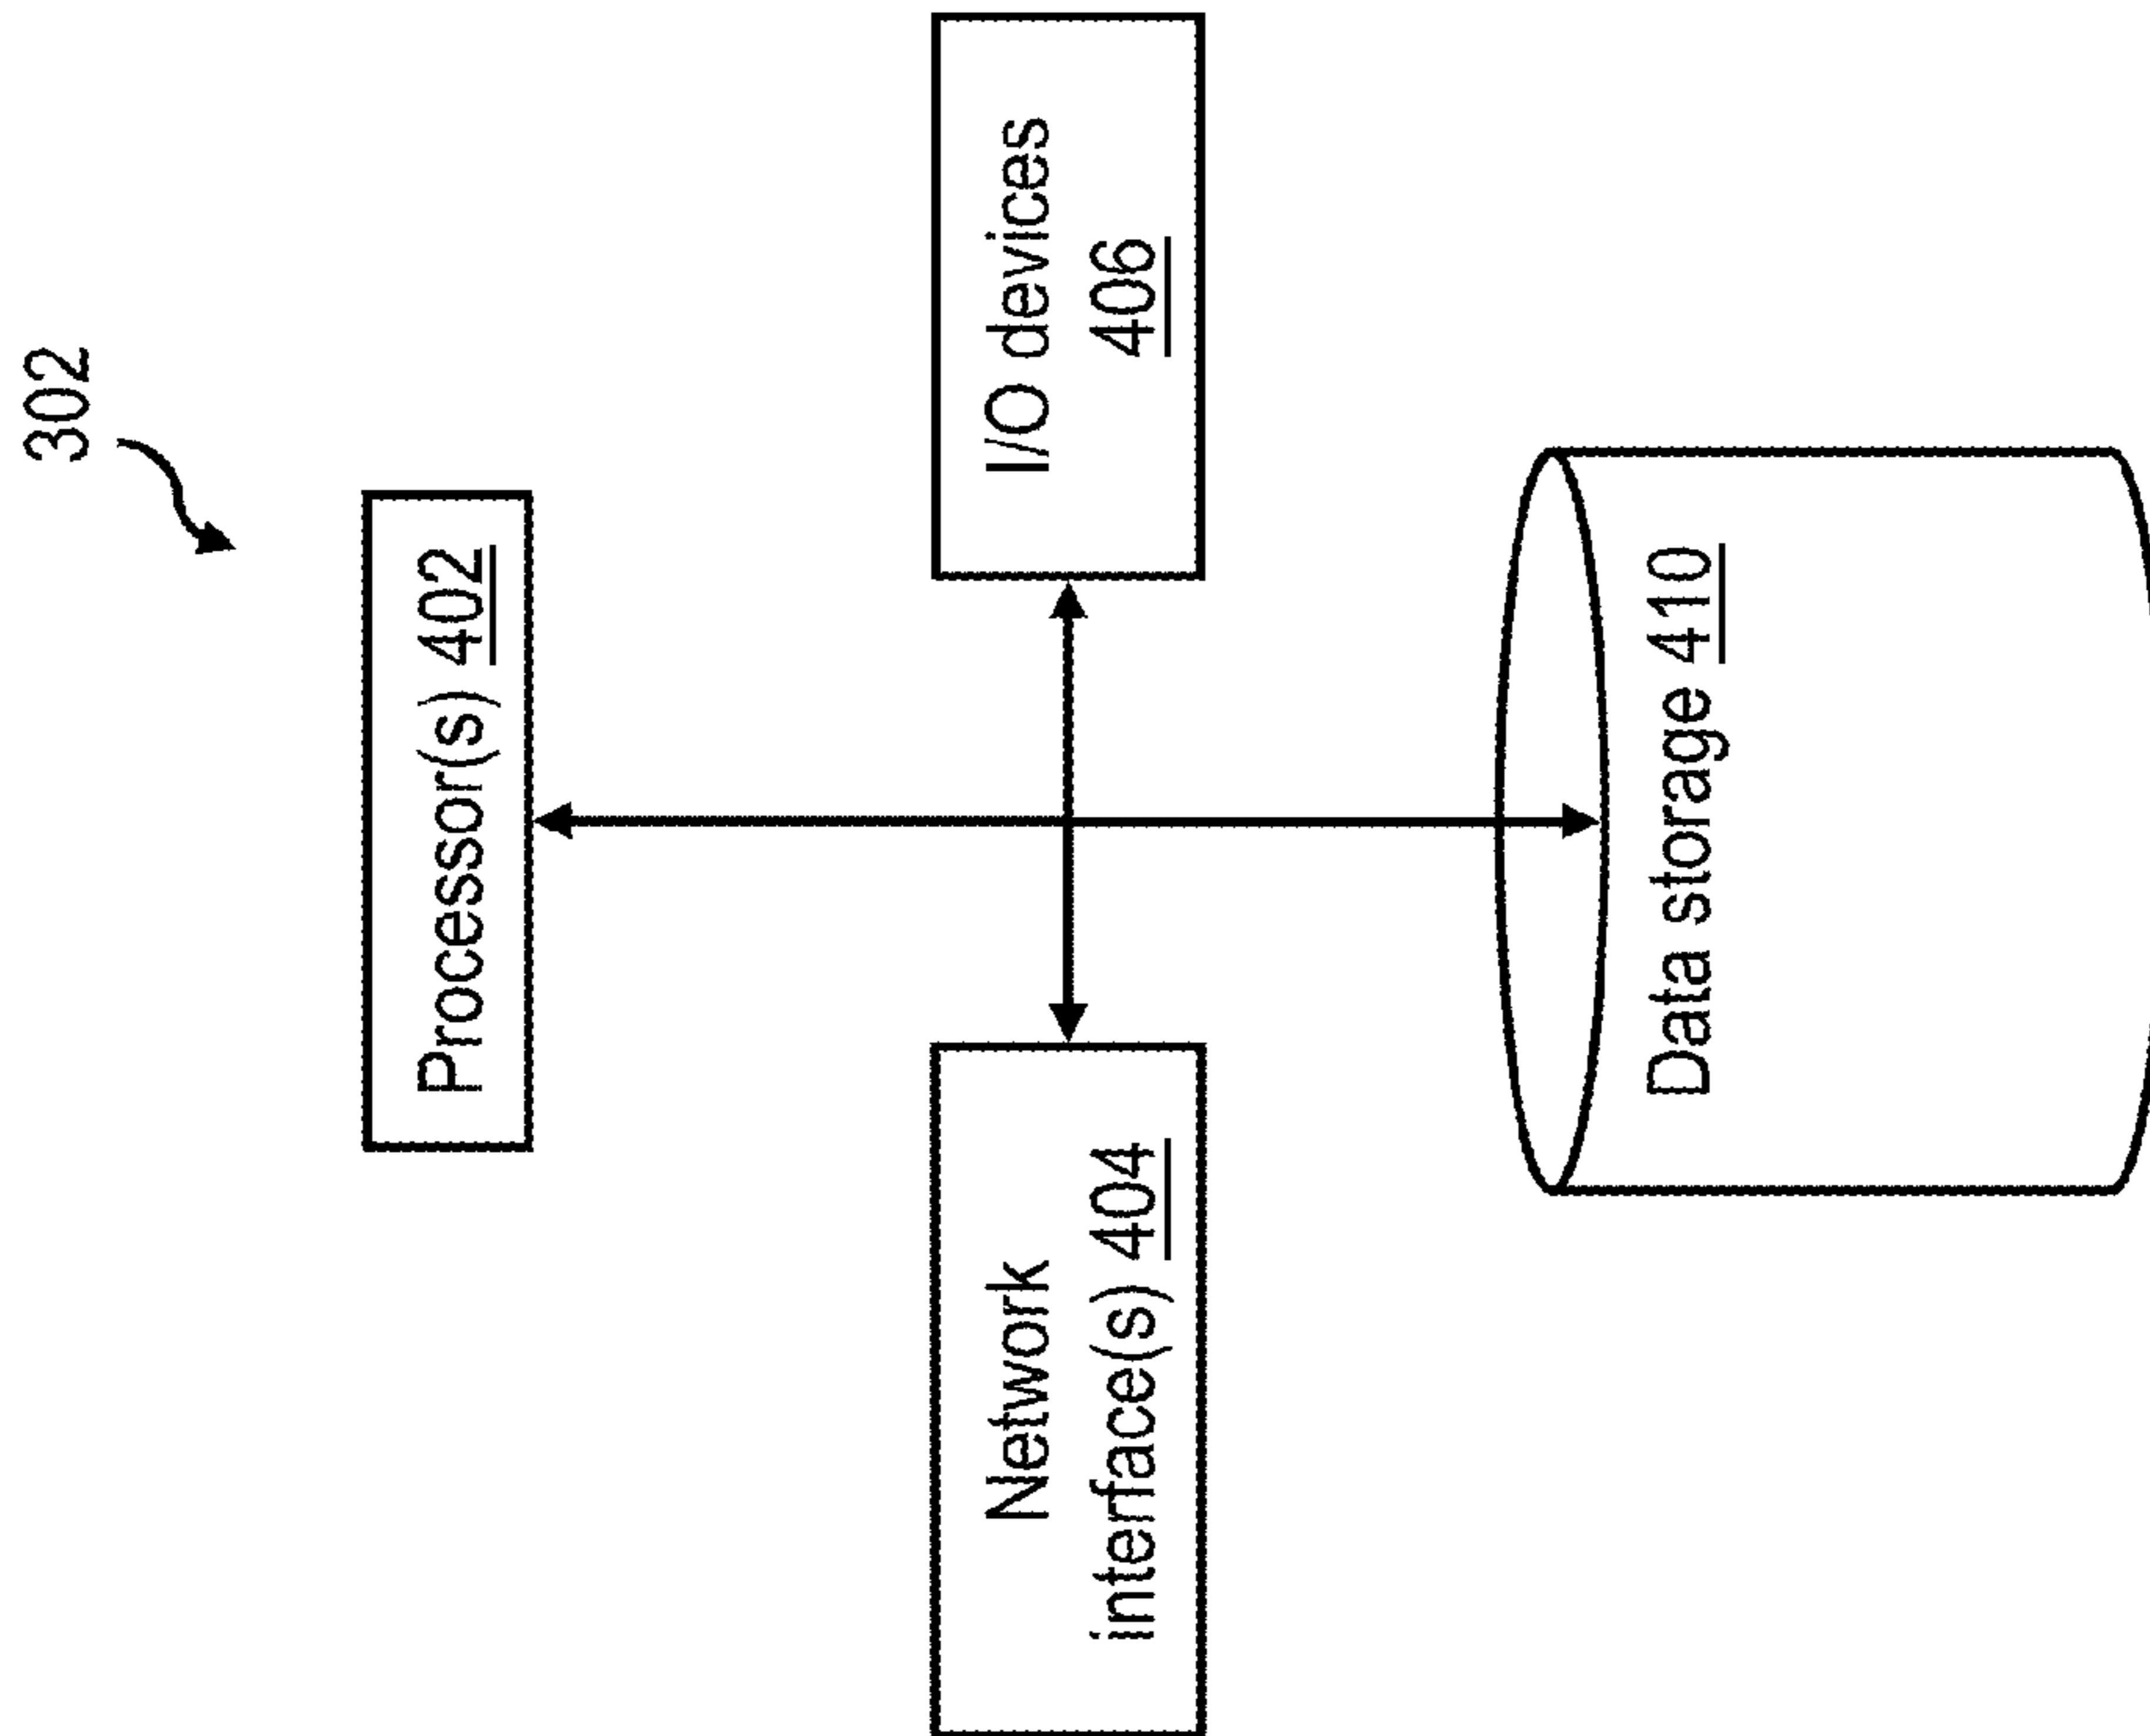 302
Processor(s) 402
Network
interface(s) 404
I/O devices
406
Data storage 410